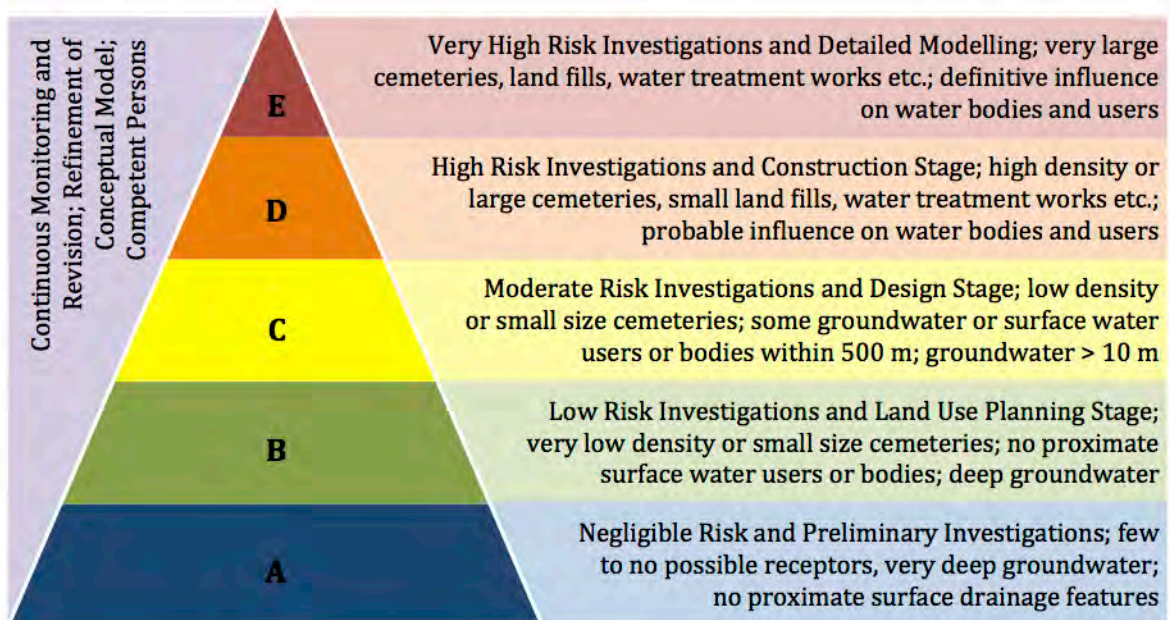 Continuous Monitoring and
Revision; Refinement of
Conceptual Model;
Competent Persons
E
Very High Risk Investigations and Detailed Modelling; very large
cemeteries, land fills, water treatment works etc.; definitive influence
on water bodies and users
D
High Risk Investigations and Construction Stage; high density or
large cemeteries, small land fills, water treatment works etc.;
probable influence on water bodies and users
C
Moderate Risk Investigations and Design Stage; low density
or small size cemeteries; some groundwater or surface water
users or bodies within 500 m; groundwater > 10 m
B
Low Risk Investigations and Land Use Planning Stage;
very low density or small size cemeteries; no proximate
surface water users or bodies; deep groundwater
A
Negligible Risk and Preliminary Investigations; few
to no possible receptors, very deep groundwater;
no proximate surface drainage features